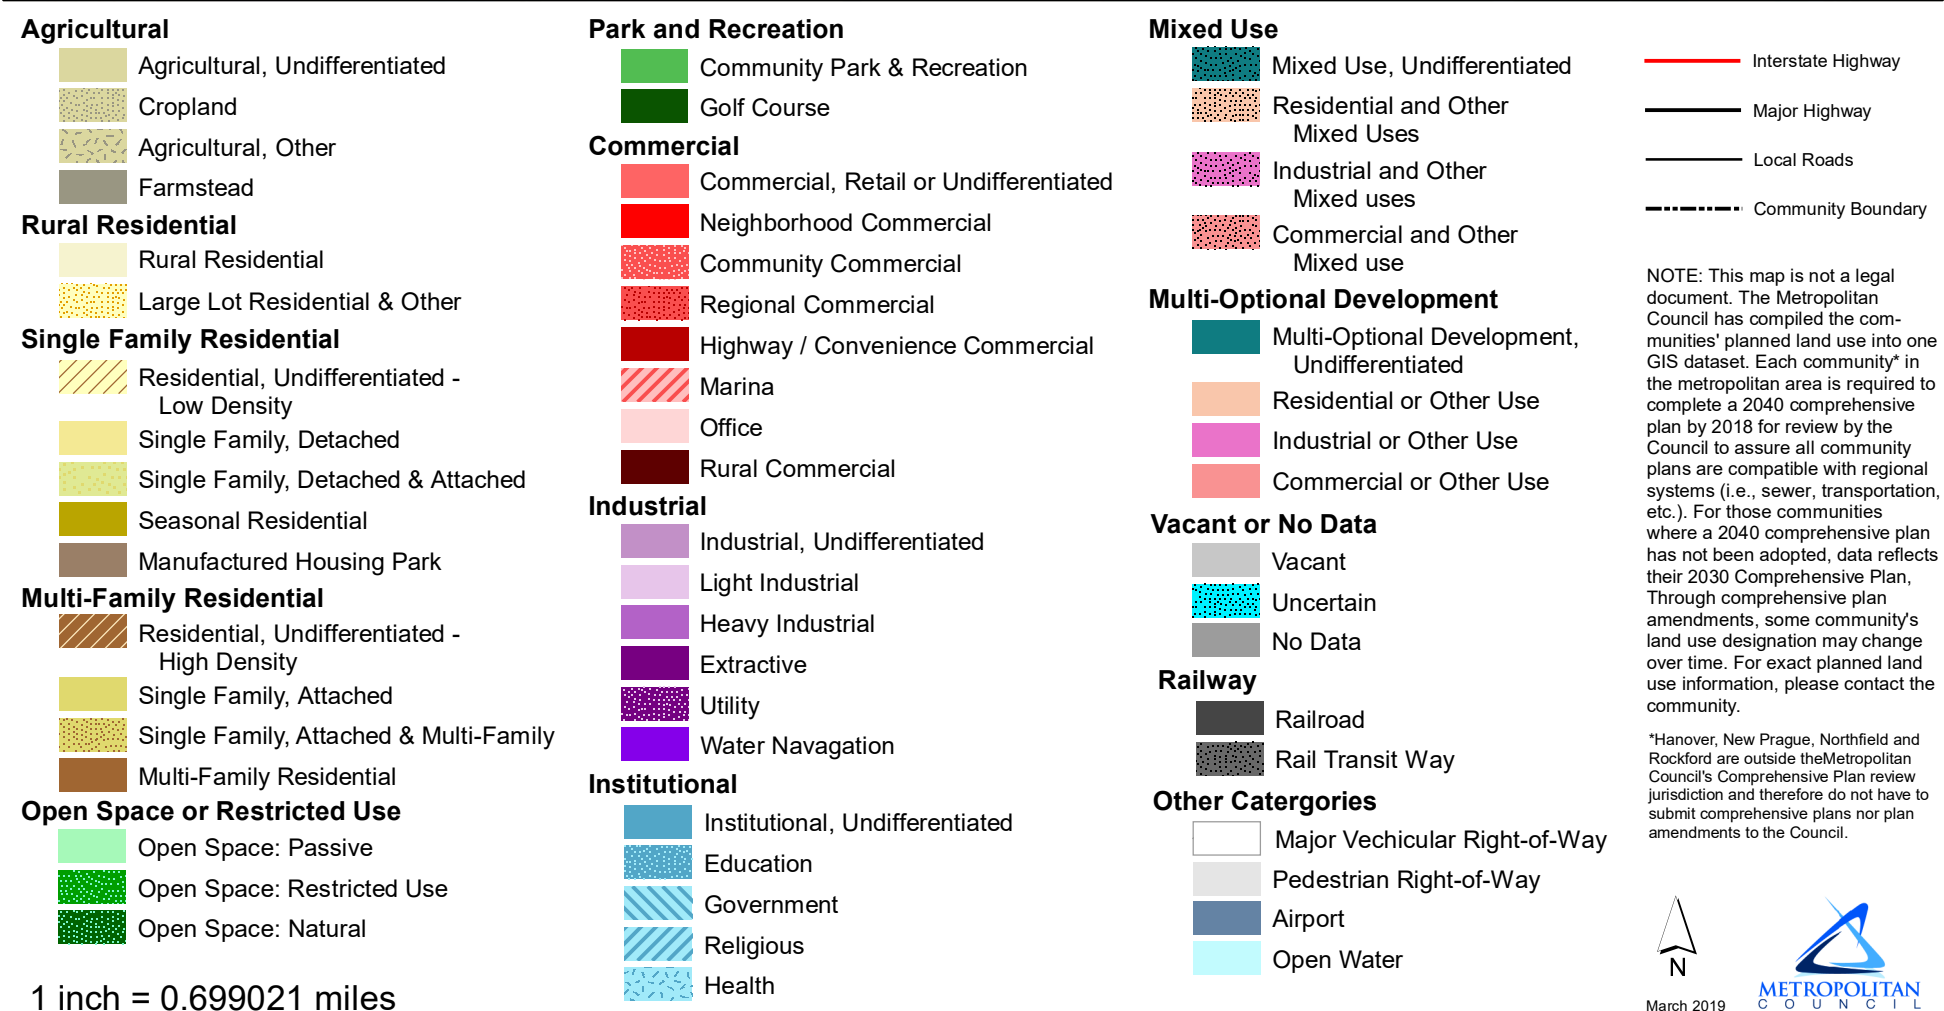 Agricultural
Agricultural, Undifferentiated
Cropland
Agricultural, Other
Farmstead
Rural Residential
Rural Residential
Large Lot Residential & Other
Single Family Residential
Residential, Undifferentiated -
Low Density
Single Family, Detached
Single Family, Detached & Attached
Seasonal Residential
Manufactured Housing Park
Multi-Family Residential
Residential, Undifferentiated -
High Density
Single Family, Attached
Single Family, Attached & Multi-Family
Multi-Family Residential
Open Space or Restricted Use
Open Space: Passive
Open Space: Restricted Use
Open Space: Natural
1 inch = 0.699021 miles
Park and Recreation
Community Park & Recreation
Golf Course
Commercial
Commercial, Retail or Undifferentiated
Neighborhood Commercial
Community Commercial
Regional Commercial
Highway / Convenience Commercial
Marina
Office
Rural Commercial
Industrial
Industrial, Undifferentiated
Light Industrial
Heavy Industrial
Extractive
Utility
Water Navagation
Institutional
Institutional, Undifferentiated
Education
Government
Religious
Health
Mixed Use
Mixed Use, Undifferentiated
Residential and Other
Mixed Uses
Industrial and Other
Mixed uses
Commercial and Other
Mixed use
Multi-Optional Development
Multi-Optional Development,
Undifferentiated
Residential or Other Use
Industrial or Other Use
Commercial or Other Use
Vacant or No Data
Vacant
Uncertain
No Data
Railway
Railroad
Rail Transit Way
Other Catergories
Major Vechicular Right-of-Way
Pedestrian Right-of-Way
Airport
Open Water
Interstate Highway
Major Highway
Local Roads
Community Boundary
NOTE: This map is not a legal
document. The Metropolitan
Council has compiled the com-
munities' planned land use into one
GIS dataset. Each community* in
the metropolitan area is required to
complete a 2040 comprehensive
plan by 2018 for review by the
Council to assure all community
plans are compatible with regional
systems (i.e., sewer, transportation,
etc.). For those communities
where a 2040 comprehensive plan
has not been adopted, data reflects
their 2030 Comprehensive Plan,
Through comprehensive plan
amendments, some community's
land use designation may change
over time. For exact planned land
use information, please contact the
community.
*Hanover, New Prague, Northfield and
Rockford are outside theMetropolitan
Council's Comprehensive Plan review
jurisdiction and therefore do not have to
submit comprehensive plans nor plan
amendments to the Council.
N
March 2019
METROPOLITAN
COUNCIL